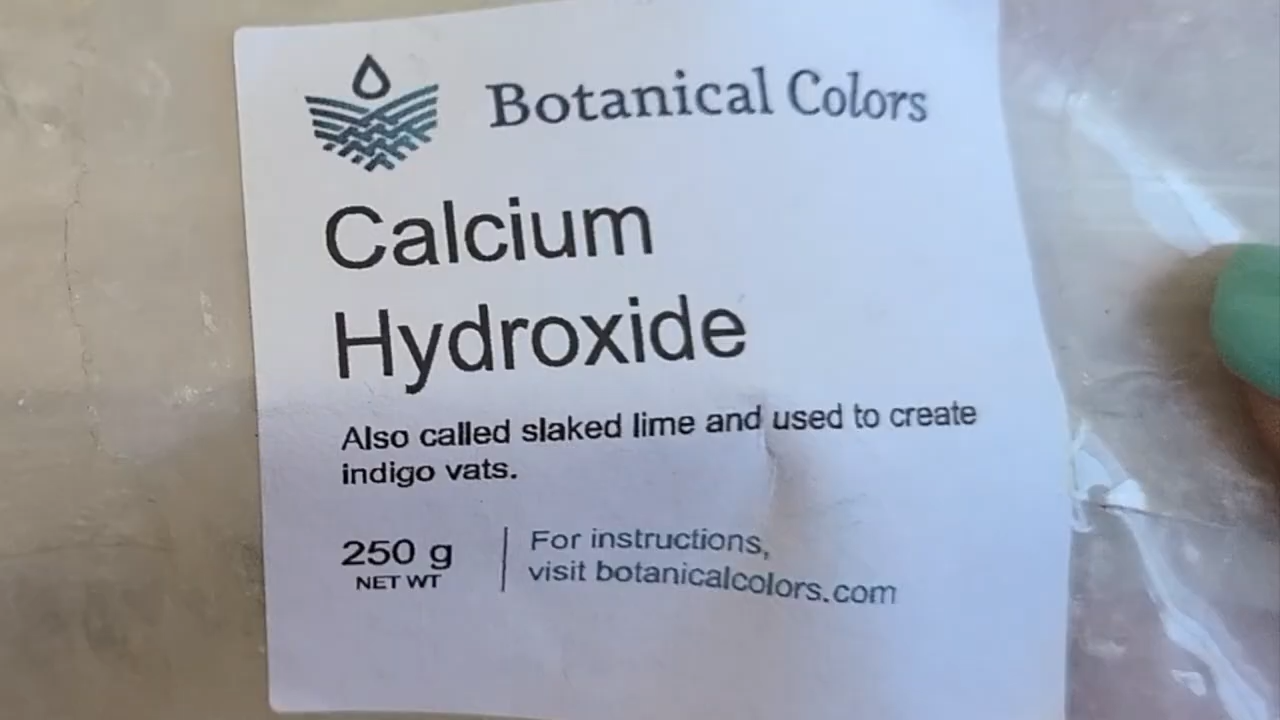 Botanical Colors
Calcium
Hydroxide
Also called slaked lime and used to create
indigo vats.
250 g
NET WT
For instructions,
visit botanicalcolors.com